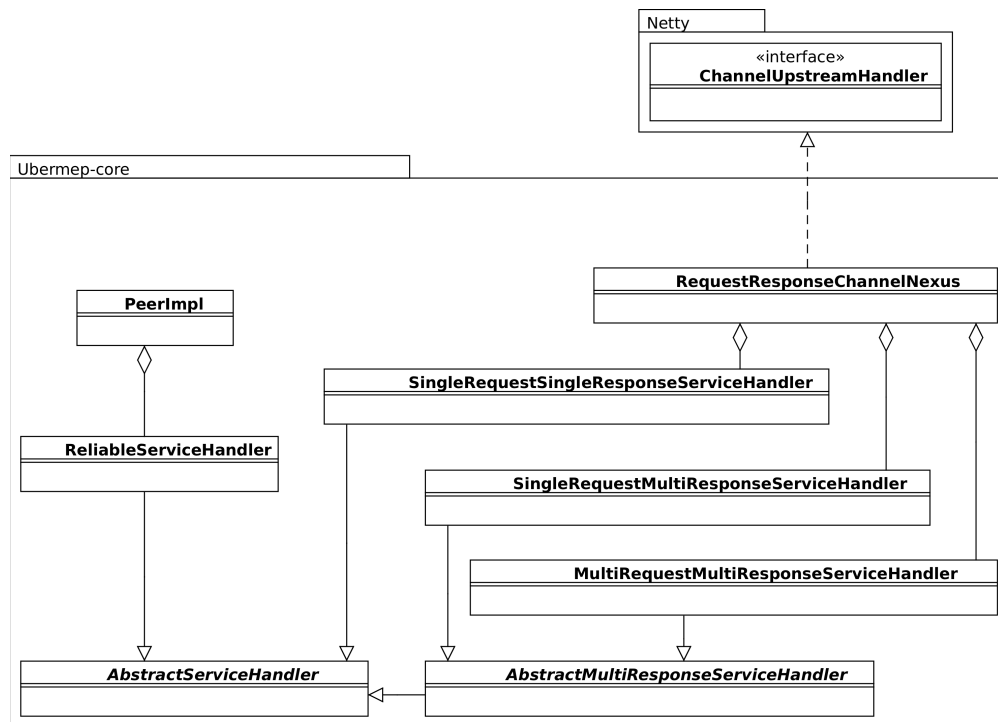 Netty
«interface»
ChannelUpstreamHandler
Ubermep-core
RequestResponseChannelNexus
PeerImpl
SingleRequestSingleResponseServiceHandler
ReliableServiceHandler
SingleRequestMultiResponseServiceHandler
MultiRequestMultiResponseServiceHandler
AbstractServiceHandler
AbstractMultiResponseServiceHandler